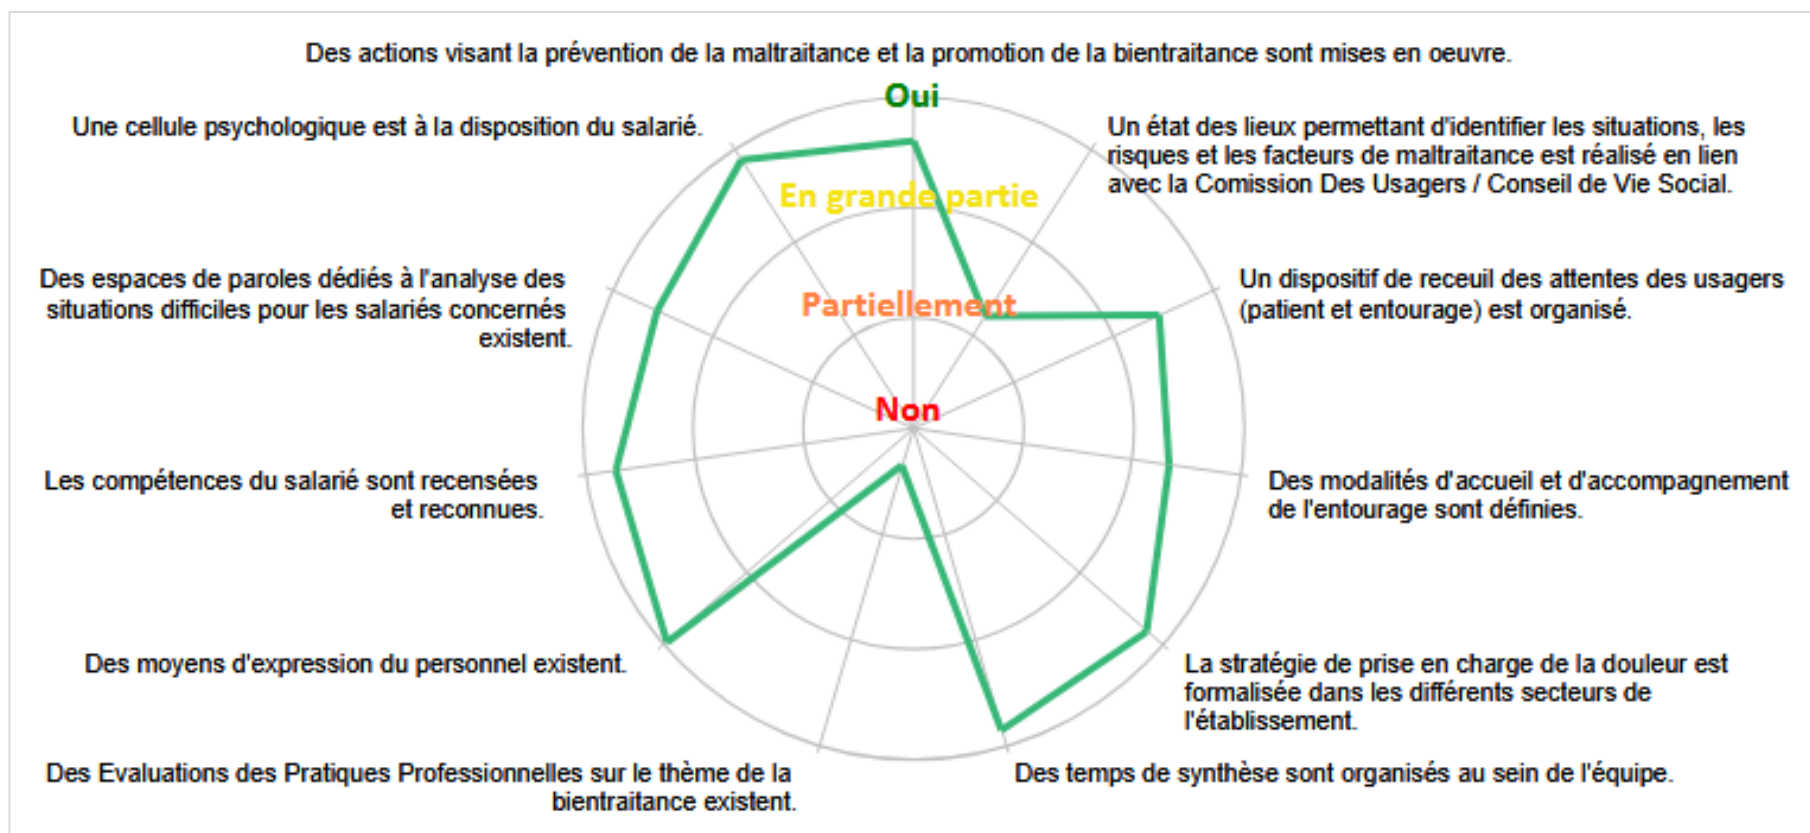 Des actions visant la prévention de la maltraitance et la promotion de la bientraitance sont mises en oeuvre.
Oui
Une cellule psychologique est à la disposition du salarié.
Un état des lieux permettant d'identifier les situations, les
risques et les facteurs de maltraitance est réalisé en lien
avec la Comission Des Usagers / Conseil de Vie Social.
En grande partie
Des espaces de paroles dédiés à l'analyse des
situations difficiles pour les salariés concernés
existent.
Partiellement
Un dispositif de receuil des attentes des usagers
(patient et entourage) est organisé.
Non
Les compétences du salarié sont recensées
et reconnues.
Des modalités d'accueil et d'accompagnement
de l'entourage sont définies.
Des moyens d'expression du personnel existent.
La stratégie de prise en charge de la douleur est
formalisée dans les différents secteurs de
l'établissement.
Des Evaluations des Pratiques Professionnelles sur le thème de la
bientraitance existent.
Des temps de synthèse sont organisés au sein de l'équipe.